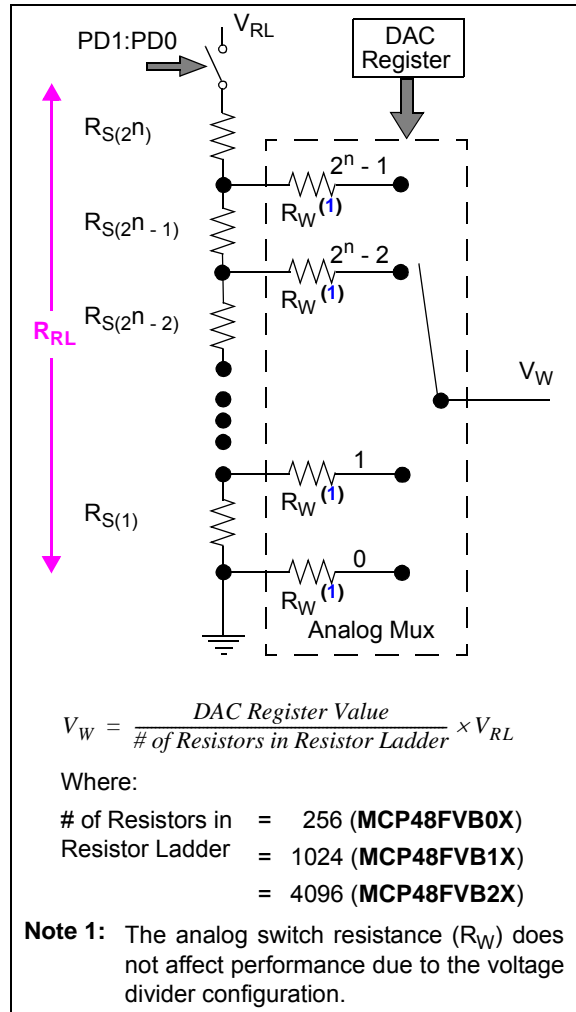 V_RL
PD1:PD0
DAC
Register
R_S(2^n)
2^n - 1
R_W (1)
R_S(2^n - 1)
2^n - 2
R_W (1)
R_S(2^n - 2)
R_RL
V_W
1
R_W (1)
R_S(1)
0
R_W (1)
Analog Mux
V_W = DAC Register Value / # of Resistors in Resistor Ladder × V_RL
Where:
# of Resistors in = 256 (MCP48FVB0X)
Resistor Ladder = 1024 (MCP48FVB1X)
= 4096 (MCP48FVB2X)
Note 1: The analog switch resistance (R_W) does
not affect performance due to the voltage
divider configuration.